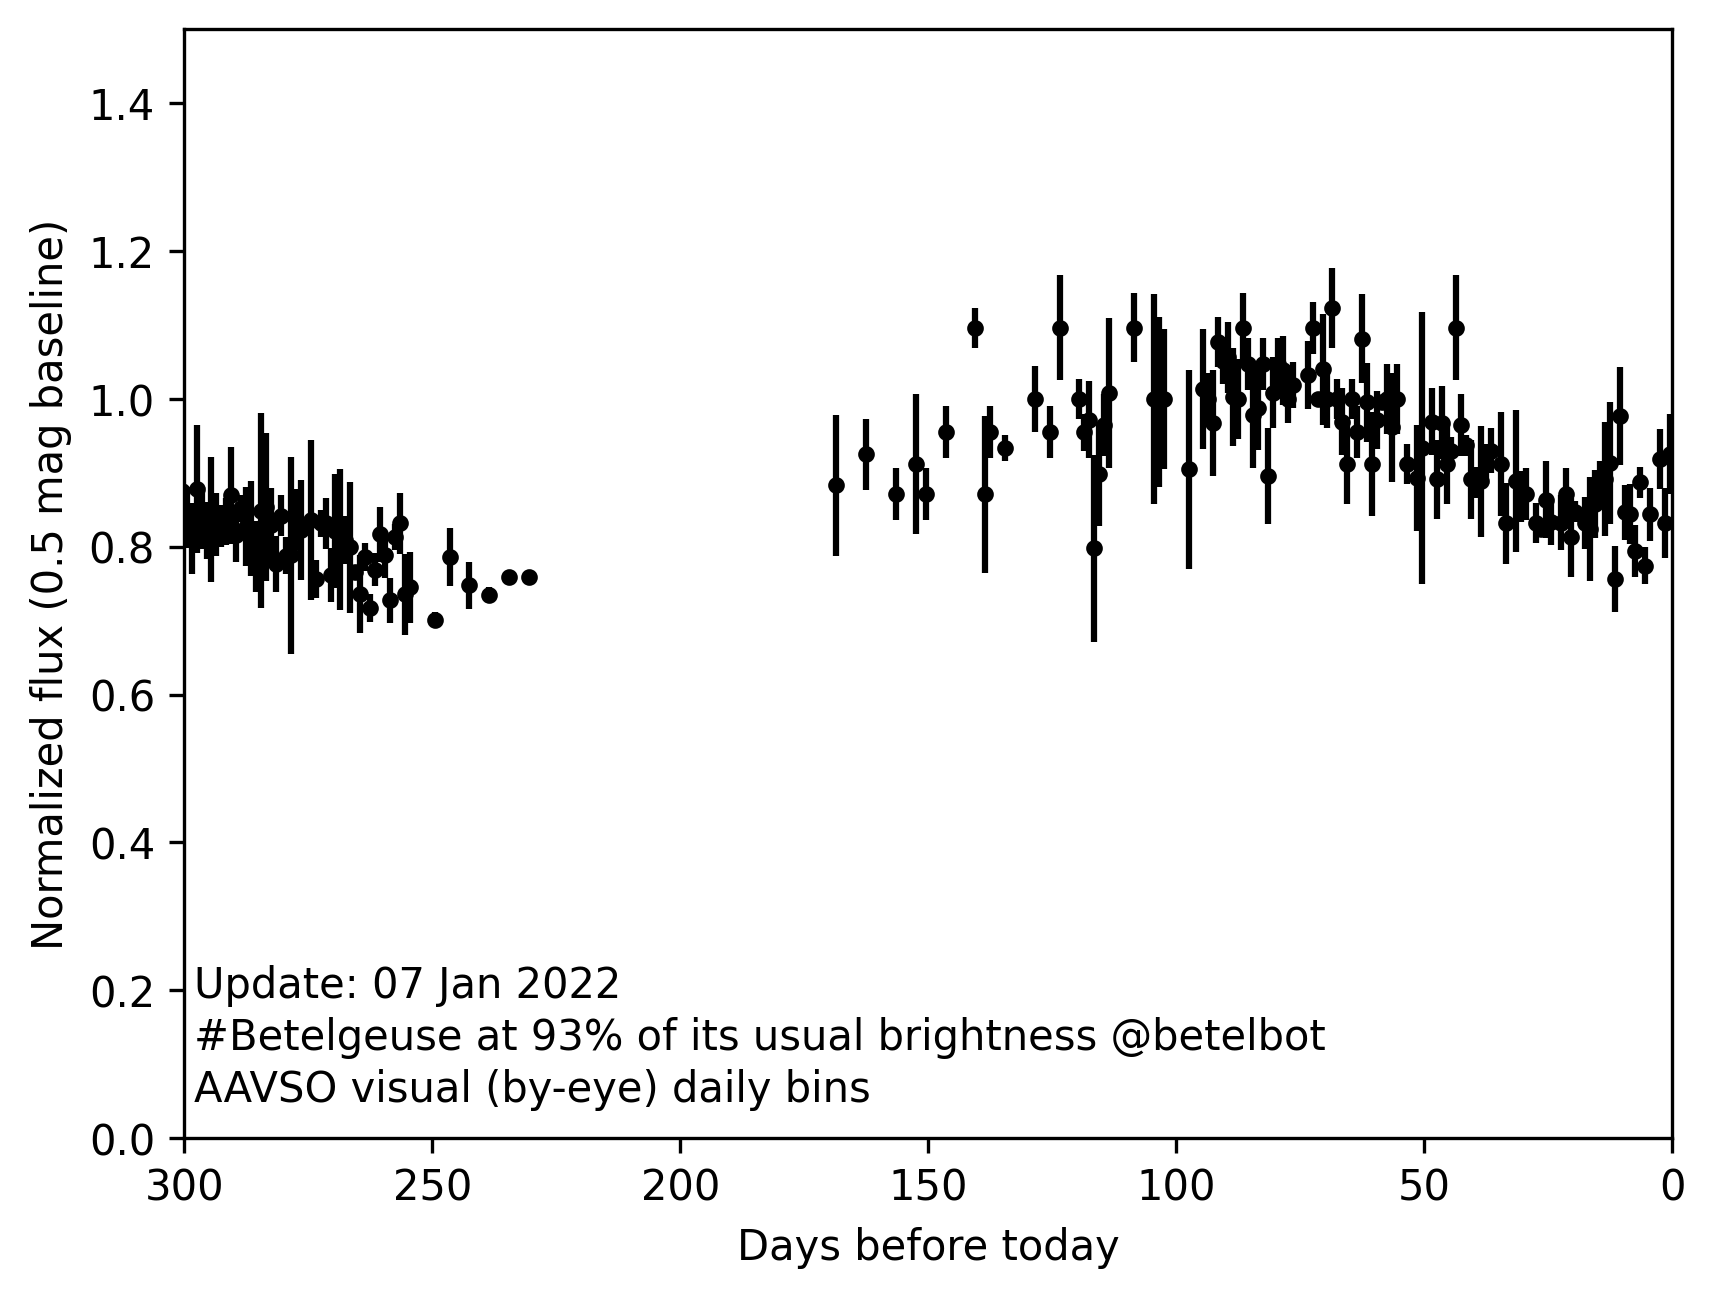 1.4
1.2
1.0
0.8
0.6
0.4
0.2
0.0
Normalized flux (0.5 mag baseline)
Update: 07 Jan 2022
#Betelgeuse at 93% of its usual brightness @betelbot
AAVSO visual (by-eye) daily bins
300 250 200 150 100 50 0
Days before today